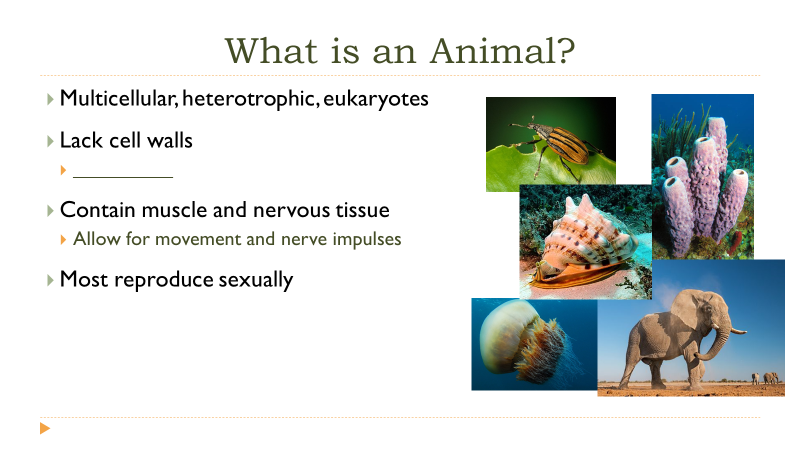 What is an Animal?
Multicellular, heterotrophic, eukaryotes
Lack cell walls
___________
Contain muscle and nervous tissue
Allow for movement and nerve impulses
Most reproduce sexually